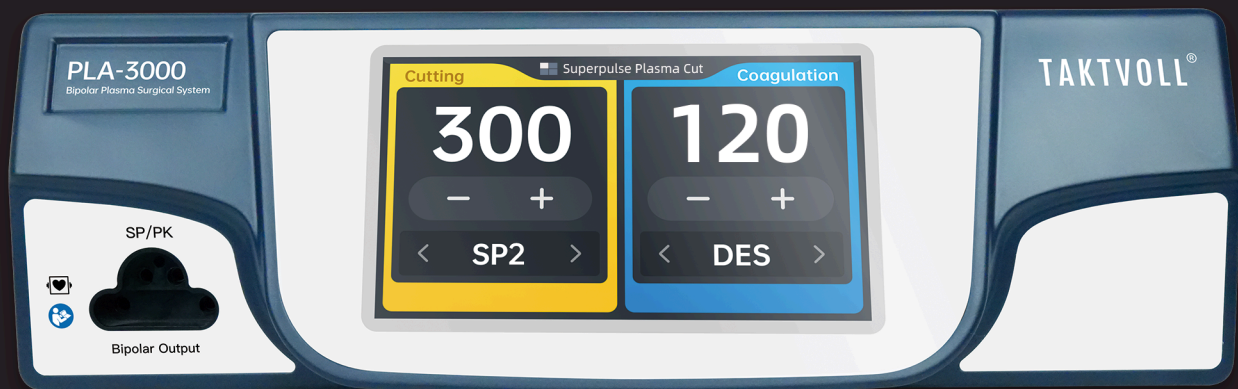 PLA-3000
Bipolar Plasma Surgical System
Superpulse Plasma Cut
Cutting
Coagulation
300
120
− +
− +
< SP2 >
< DES >
TAKTVOLL®
SP/PK
Bipolar Output